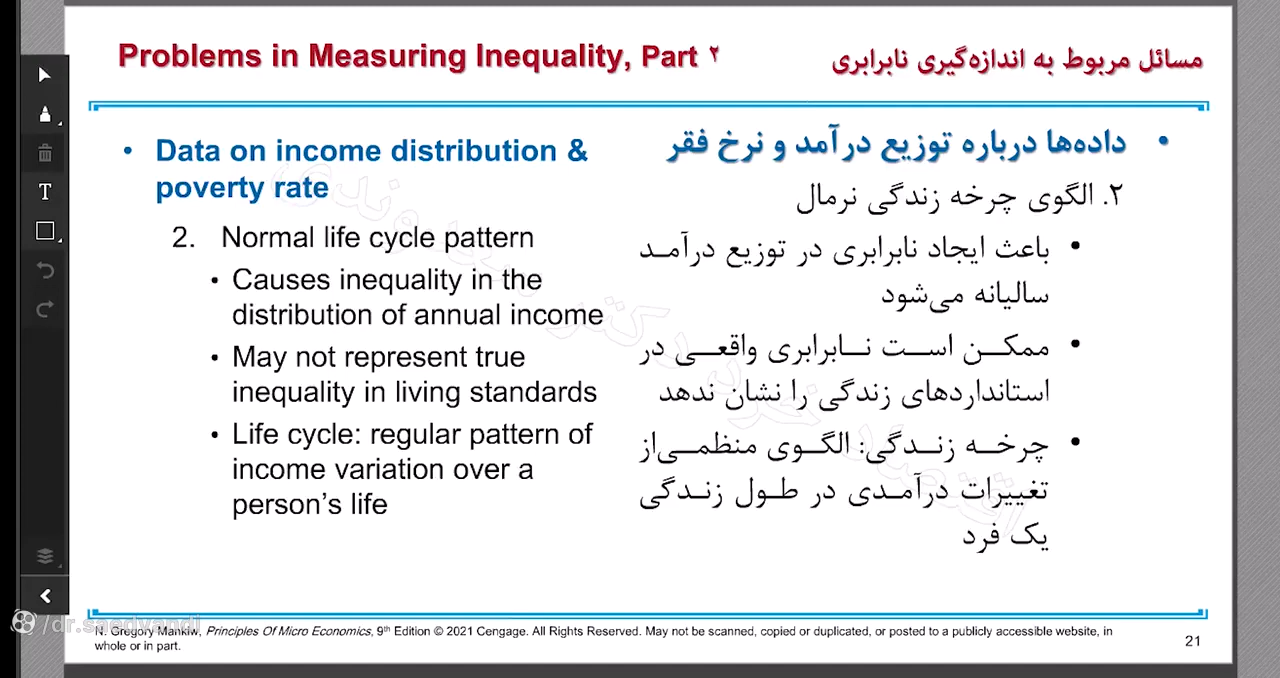 Problems in Measuring Inequality, Part ۲
مسائل مربوط به اندازه‌گیری نابرابری
• Data on income distribution &
poverty rate
2. Normal life cycle pattern
• Causes inequality in the
distribution of annual income
• May not represent true
inequality in living standards
• Life cycle: regular pattern of
income variation over a
person’s life
• داده‌ها درباره توزیع درآمد و نرخ فقر
۲. الگوی چرخه زندگی نرمال
• باعث ایجاد نابرابری در توزیع درآمد
سالیانه می‌شود
• ممکن است نابرابری واقعی در
استانداردهای زندگی را نشان ندهد
• چرخه زندگی: الگوی منظمی‌از
تغییرات درآمدی در طول زندگی
یک فرد
T
/dr.saedvandi
N. Gregory Mankiw, Principles Of Micro Economics, 9th Edition © 2021 Cengage. All Rights Reserved. May not be scanned, copied or duplicated, or posted to a publicly accessible website, in
whole or in part.
21